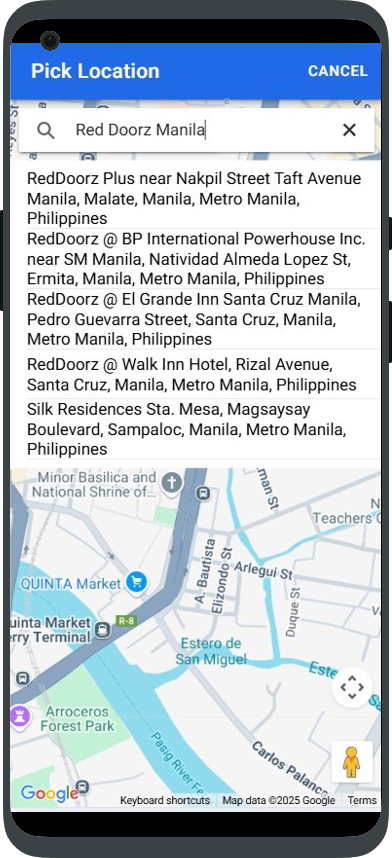 Pick Location
CANCEL
Red Doorz Manila
RedDoorz Plus near Nakpil Street Taft Avenue
Manila, Malate, Manila, Metro Manila,
Philippines
RedDoorz @ BP International Powerhouse Inc.
near SM Manila, Natividad Almeda Lopez St,
Ermita, Manila, Metro Manila, Philippines
RedDoorz @ El Grande Inn Santa Cruz Manila,
Pedro Guevarra Street, Santa Cruz, Manila,
Metro Manila, Philippines
RedDoorz @ Walk Inn Hotel, Rizal Avenue,
Santa Cruz, Manila, Metro Manila, Philippines
Silk Residences Sta. Mesa, Magsaysay
Boulevard, Sampaloc, Manila, Metro Manila,
Philippines
Minor Basilica and
National Shrine of...
man St.
Teachers C
QUINTA Market
A. Bautista
Elizondo St
Arlegui St
Duque St
R-8
uinta Market
erry Terminal
Estero de
San Miguel
Este
Arroceros
Forest Park
Pasig River Fe
Carlos Palanca
Google
Keyboard shortcuts
Map data ©2025 Google
Terms